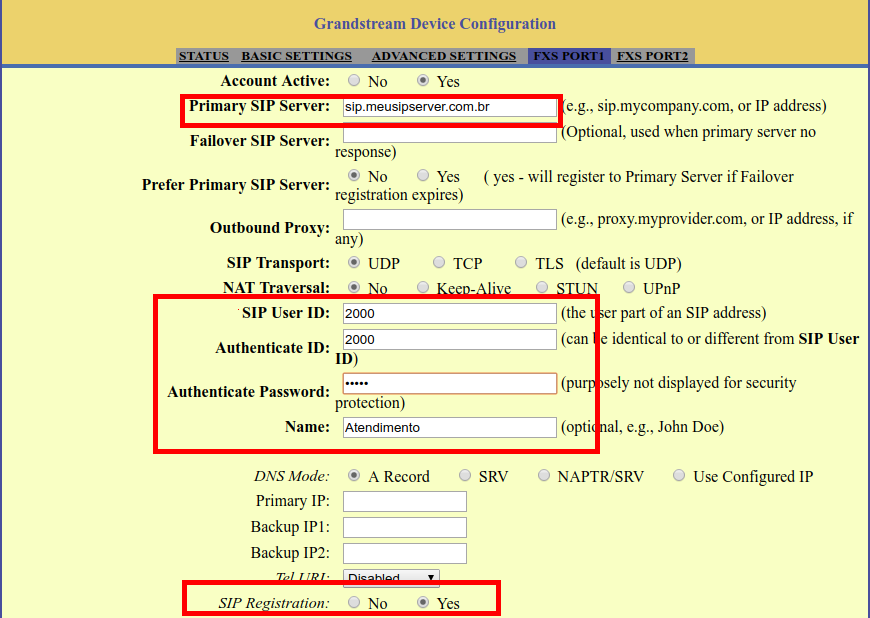 Grandstream Device Configuration
STATUS BASIC SETTINGS ADVANCED SETTINGS FXS PORT1 FXS PORT2
Account Active: No Yes
Primary SIP Server: sip.meusipserver.com.br (e.g., sip.mycompany.com, or IP address)
Failover SIP Server: (Optional, used when primary server no
response)
Prefer Primary SIP Server: No Yes ( yes - will register to Primary Server if Failover
registration expires)
Outbound Proxy: (e.g., proxy.myprovider.com, or IP address, if
any)
SIP Transport: UDP TCP TLS (default is UDP)
NAT Traversal: No Keep-Alive STUN UPnP
SIP User ID: 2000 (the user part of an SIP address)
Authenticate ID: 2000 (can be identical to or different from SIP User
ID)
Authenticate Password: ••••• (purposely not displayed for security
protection)
Name: Atendimento (optional, e.g., John Doe)
DNS Mode: A Record SRV NAPTR/SRV Use Configured IP
Primary IP:
Backup IP1:
Backup IP2:
Tel URI: Disabled
SIP Registration: No Yes